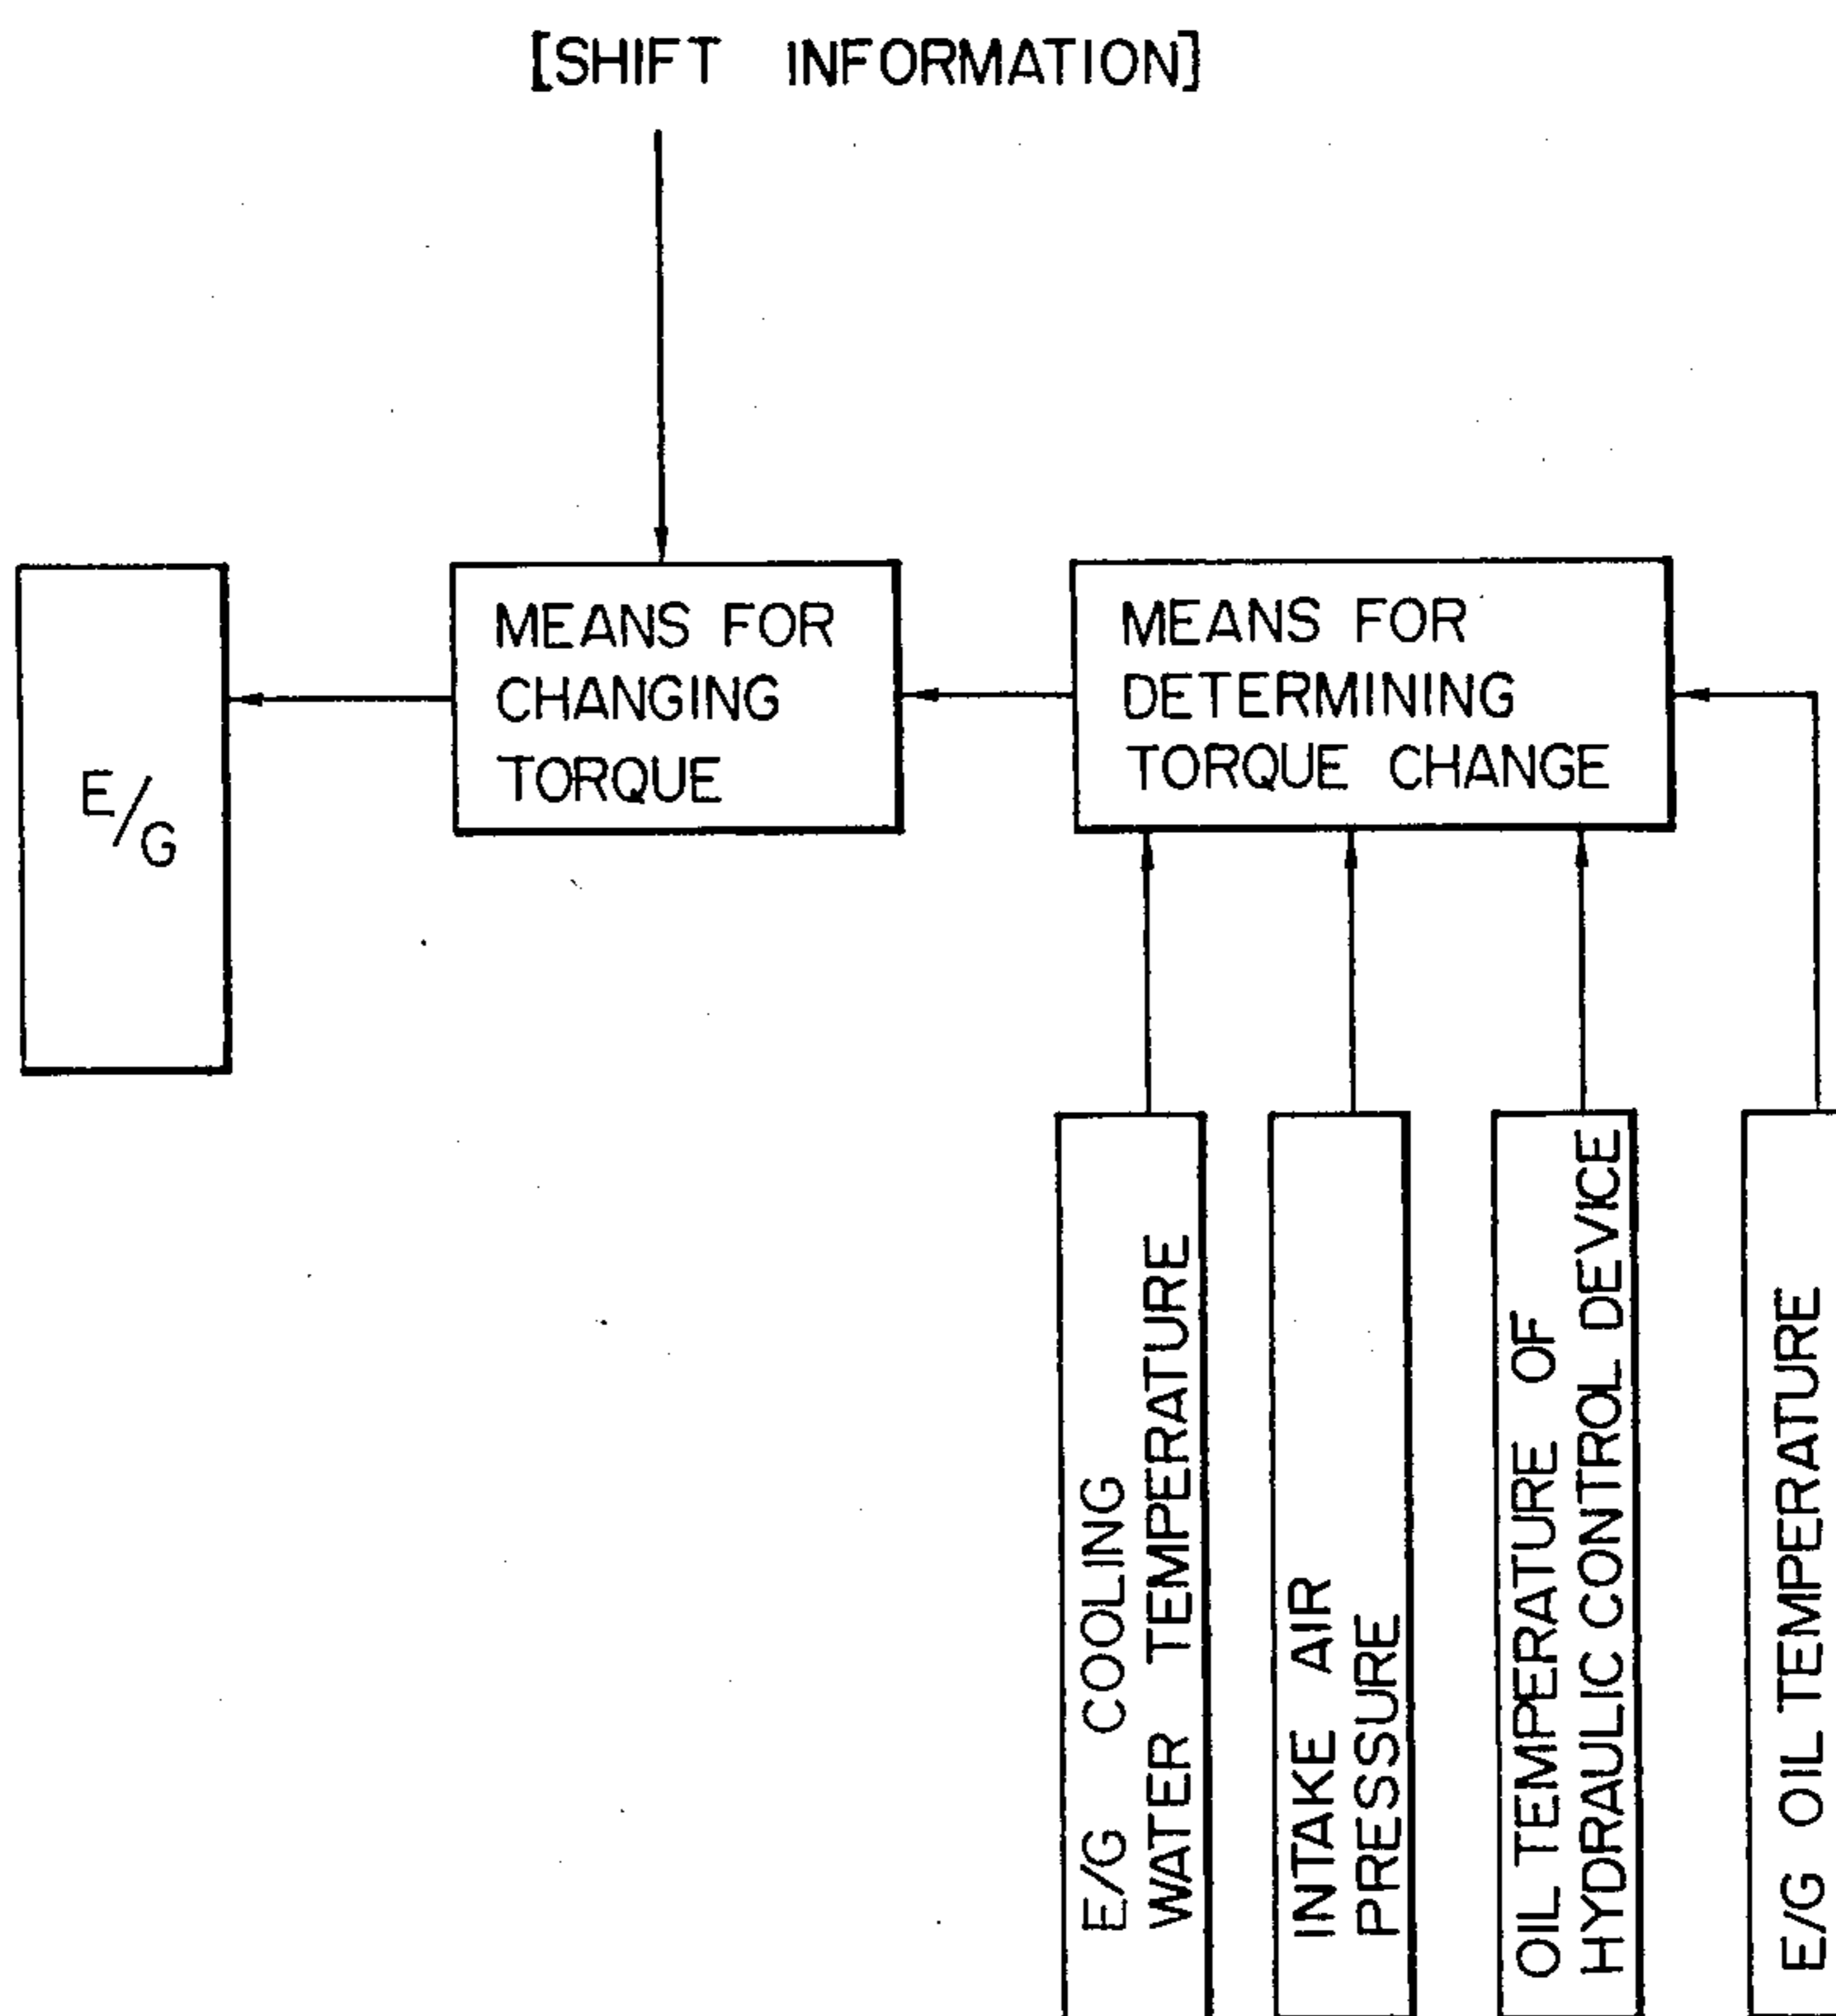 [SHIFT INFORMATION]
E/G
MEANS FOR
CHANGING
TORQUE
MEANS FOR
DETERMINING
TORQUE CHANGE
E/G COOLING
WATER TEMPERATURE
INTAKE AIR
PRESSURE
OIL TEMPERATURE OF
HYDRAULIC CONTROL DEVICE
E/G OIL TEMPERATURE